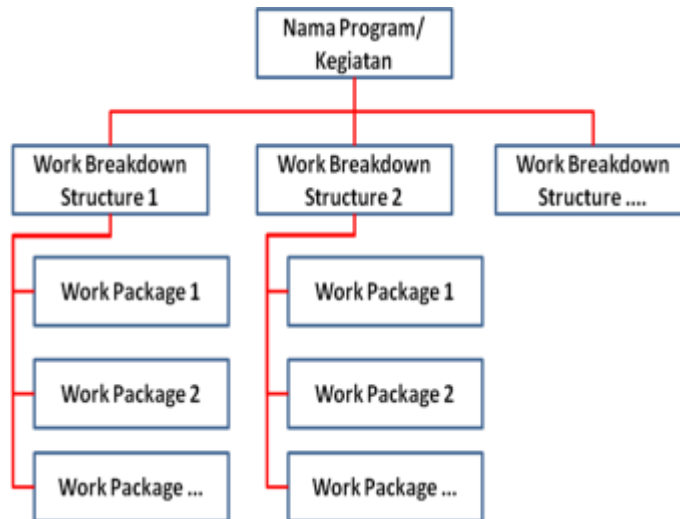 Nama Program/
Kegiatan
Work Breakdown
Structure 1
Work Breakdown
Structure 2
Work Breakdown
Structure ....
Work Package 1
Work Package 2
Work Package ...
Work Package 1
Work Package 2
Work Package ...